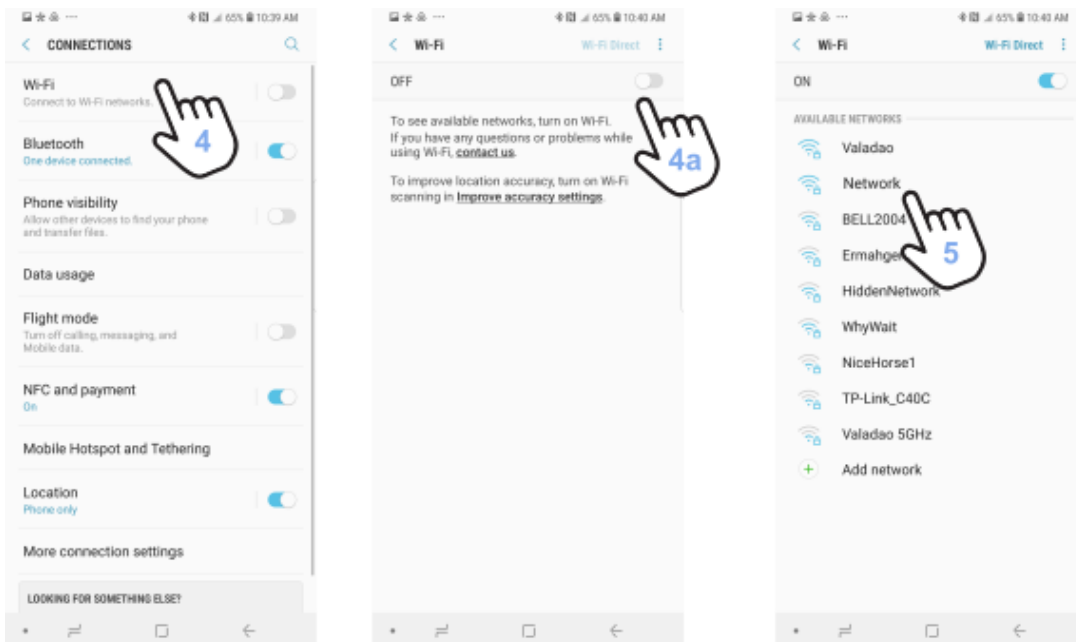 65% 10:39 AM
CONNECTIONS
Wi-Fi
Connect to Wi-Fi networks.
4
Bluetooth
One device connected.
Phone visibility
Allow other devices to find your phone
and transfer files.
Data usage
Flight mode
Turn off calling, messaging, and
Mobile data.
NFC and payment
On
Mobile Hotspot and Tethering
Location
Phone only
More connection settings
LOOKING FOR SOMETHING ELSE?
65% 10:40 AM
Wi-Fi Wi-Fi Direct
OFF
To see available networks, turn on Wi-Fi.
If you have any questions or problems while
using Wi-Fi, contact us.
4a
To improve location accuracy, turn on Wi-Fi
scanning in Improve accuracy settings.
65% 10:40 AM
Wi-Fi Wi-Fi Direct
ON
AVAILABLE NETWORKS
Valadao
Network
BELL2004
5
HiddenNetwork
WhyWait
NiceHorse1
TP-Link_C40C
Valadao 5GHz
Add network